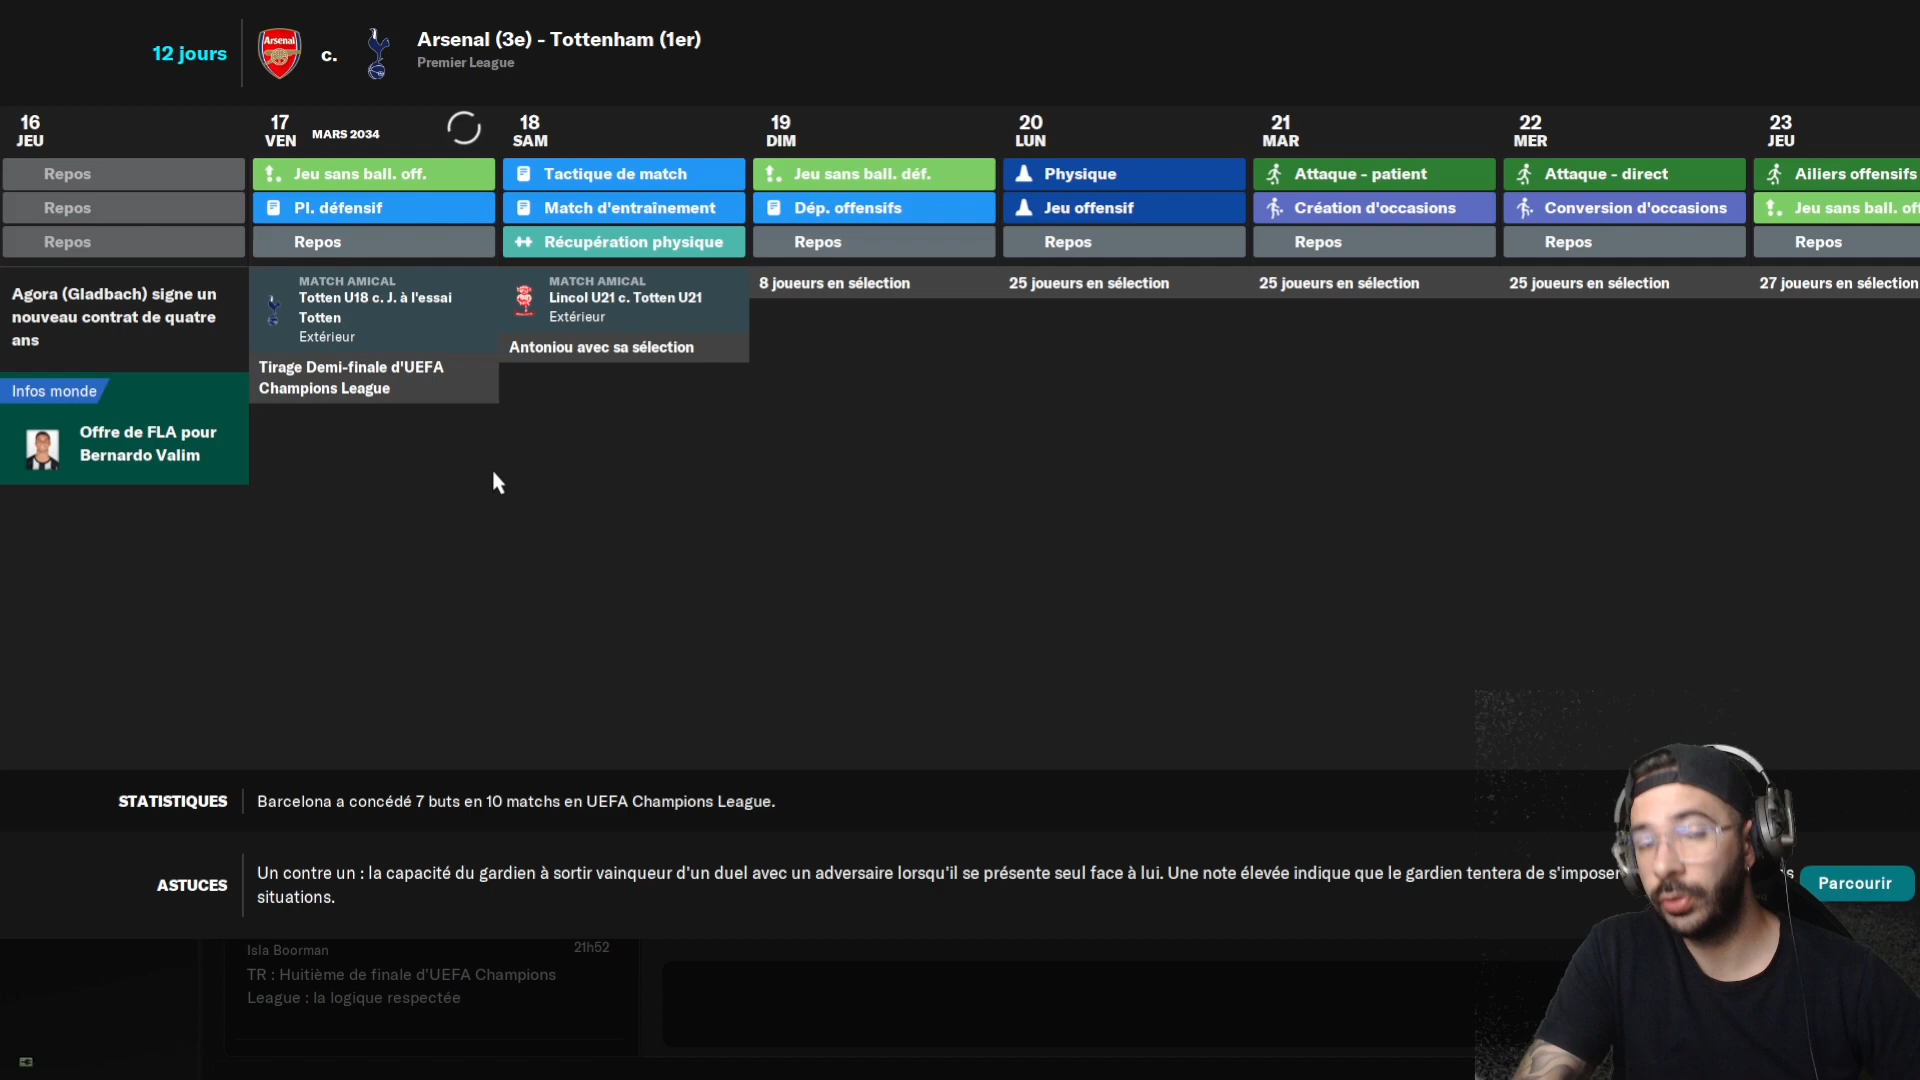 12 jours
Arsenal
c.
Arsenal (3e) - Tottenham (1er)
Premier League
16
JEU
17
VEN
MARS 2034
18
SAM
19
DIM
20
LUN
21
MAR
22
MER
23
JEU
Repos
Jeu sans ball. off.
Tactique de match
Jeu sans ball. déf.
Physique
Attaque - patient
Attaque - direct
Ailiers offensifs
Repos
Pl. défensif
Match d'entraînement
Dép. offensifs
Jeu offensif
Création d'occasions
Conversion d'occasions
Jeu sans ball. off
Repos
Repos
Récupération physique
Repos
Repos
Repos
Repos
Repos
Agora (Gladbach) signe un
nouveau contrat de quatre
ans
Infos monde
Offre de FLA pour
Bernardo Valim
MATCH AMICAL
Totten U18 c. J. à l'essai
Totten
Extérieur
Tirage Demi-finale d'UEFA
Champions League
MATCH AMICAL
Lincol U21 c. Totten U21
Extérieur
Antoniou avec sa sélection
8 joueurs en sélection
25 joueurs en sélection
25 joueurs en sélection
25 joueurs en sélection
27 joueurs en sélection
STATISTIQUES
Barcelona a concédé 7 buts en 10 matchs en UEFA Champions League.
ASTUCES
Un contre un : la capacité du gardien à sortir vainqueur d'un duel avec un adversaire lorsqu'il se présente seul face à lui. Une note élevée indique que le gardien tentera de s'imposer
situations.
Parcourir
Isla Boorman
21h52
TR : Huitième de finale d'UEFA Champions
League : la logique respectée